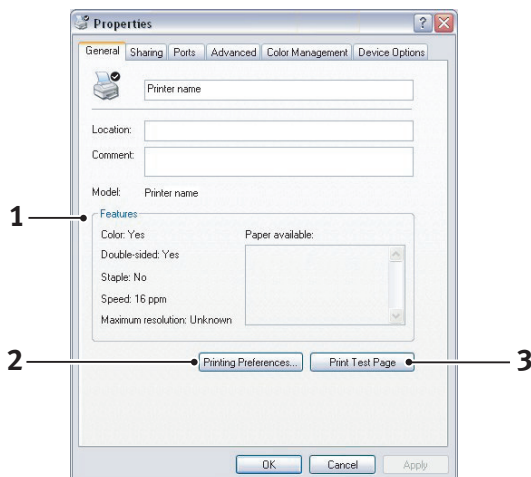 Properties
General Sharing Ports Advanced Color Management Device Options
Printer name
Location:
Comment:
Model: Printer name
1
Features
Color: Yes Paper available:
Double-sided: Yes
Staple: No
Speed: 16 ppm
Maximum resolution: Unknown
2 Printing Preferences... Print Test Page 3
OK Cancel Apply